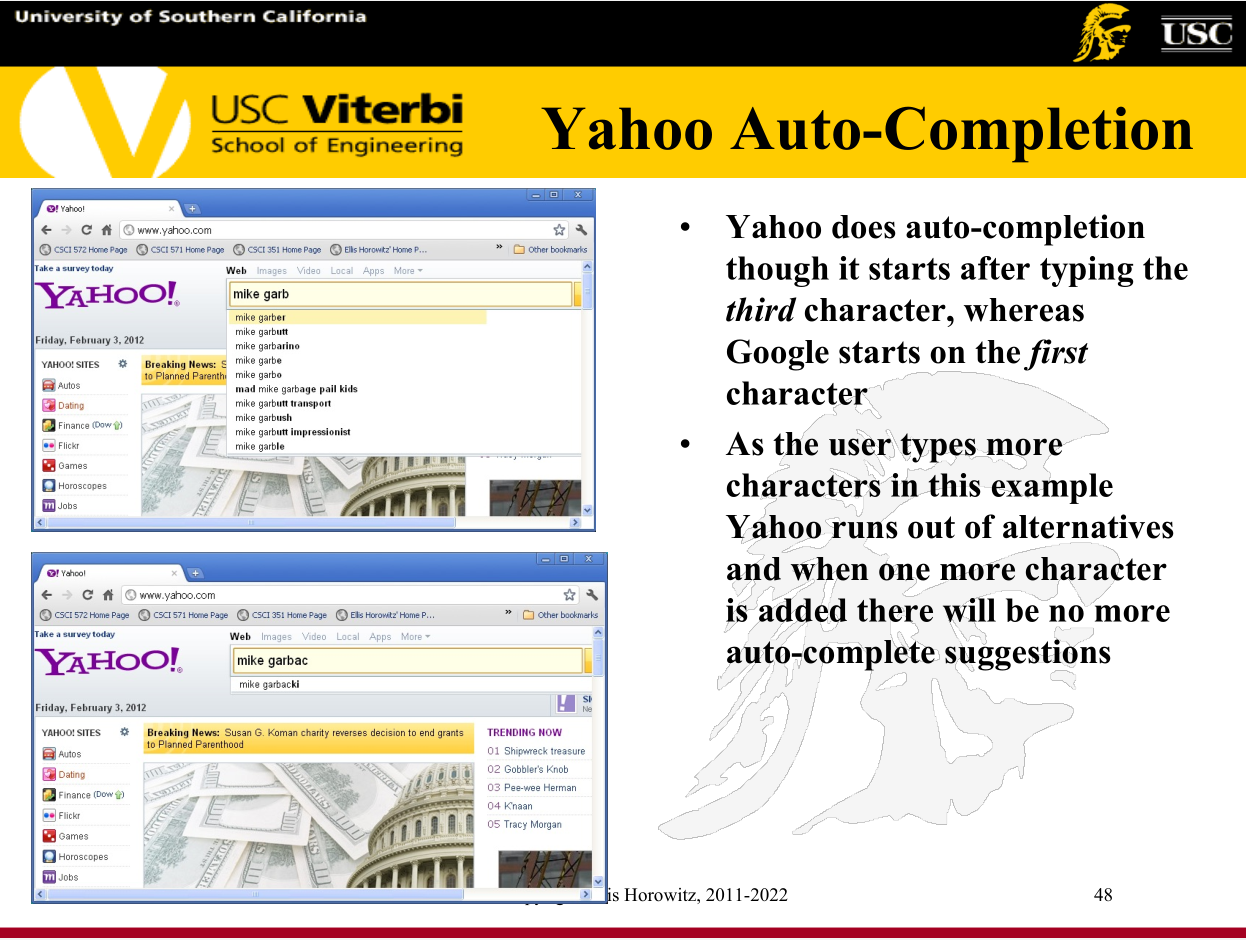 University of Southern California
USC
USC Viterbi
School of Engineering
Yahoo Auto-Completion
Yahoo!
www.yahoo.com
CSCI 572 Home Page CSCI 571 Home Page CSCI 351 Home Page Ellis Horowitz' Home P... » Other bookmarks
Take a survey today
Web Images Video Local Apps More
YAHOO!
mike garb
mike garber
mike garbutt
mike garbarino
mike garbe
mike garbo
mad mike garbage pail kids
mike garbutt transport
mike garbush
mike garbutt impressionist
mike garble
Friday, February 3, 2012
YAHOO! SITES
Breaking News: S
to Planned Parenth
Autos
Dating
Finance (Dow)
Flickr
Games
Horoscopes
Jobs
Yahoo!
www.yahoo.com
CSCI 572 Home Page CSCI 571 Home Page CSCI 351 Home Page Ellis Horowitz' Home P... » Other bookmarks
Take a survey today
Web Images Video Local Apps More
YAHOO!
mike garbac
mike garbacki
Friday, February 3, 2012
YAHOO! SITES
Breaking News: Susan G. Koman charity reverses decision to end grants
to Planned Parenthood
TRENDING NOW
01 Shipwreck treasure
02 Gobbler's Knob
03 Pee-wee Herman
04 K'naan
05 Tracy Morgan
Autos
Dating
Finance (Dow)
Flickr
Games
Horoscopes
Jobs
• Yahoo does auto-completion
though it starts after typing the
third character, whereas
Google starts on the first
character
• As the user types more
characters in this example
Yahoo runs out of alternatives
and when one more character
is added there will be no more
auto-complete suggestions
is Horowitz, 2011-2022
48